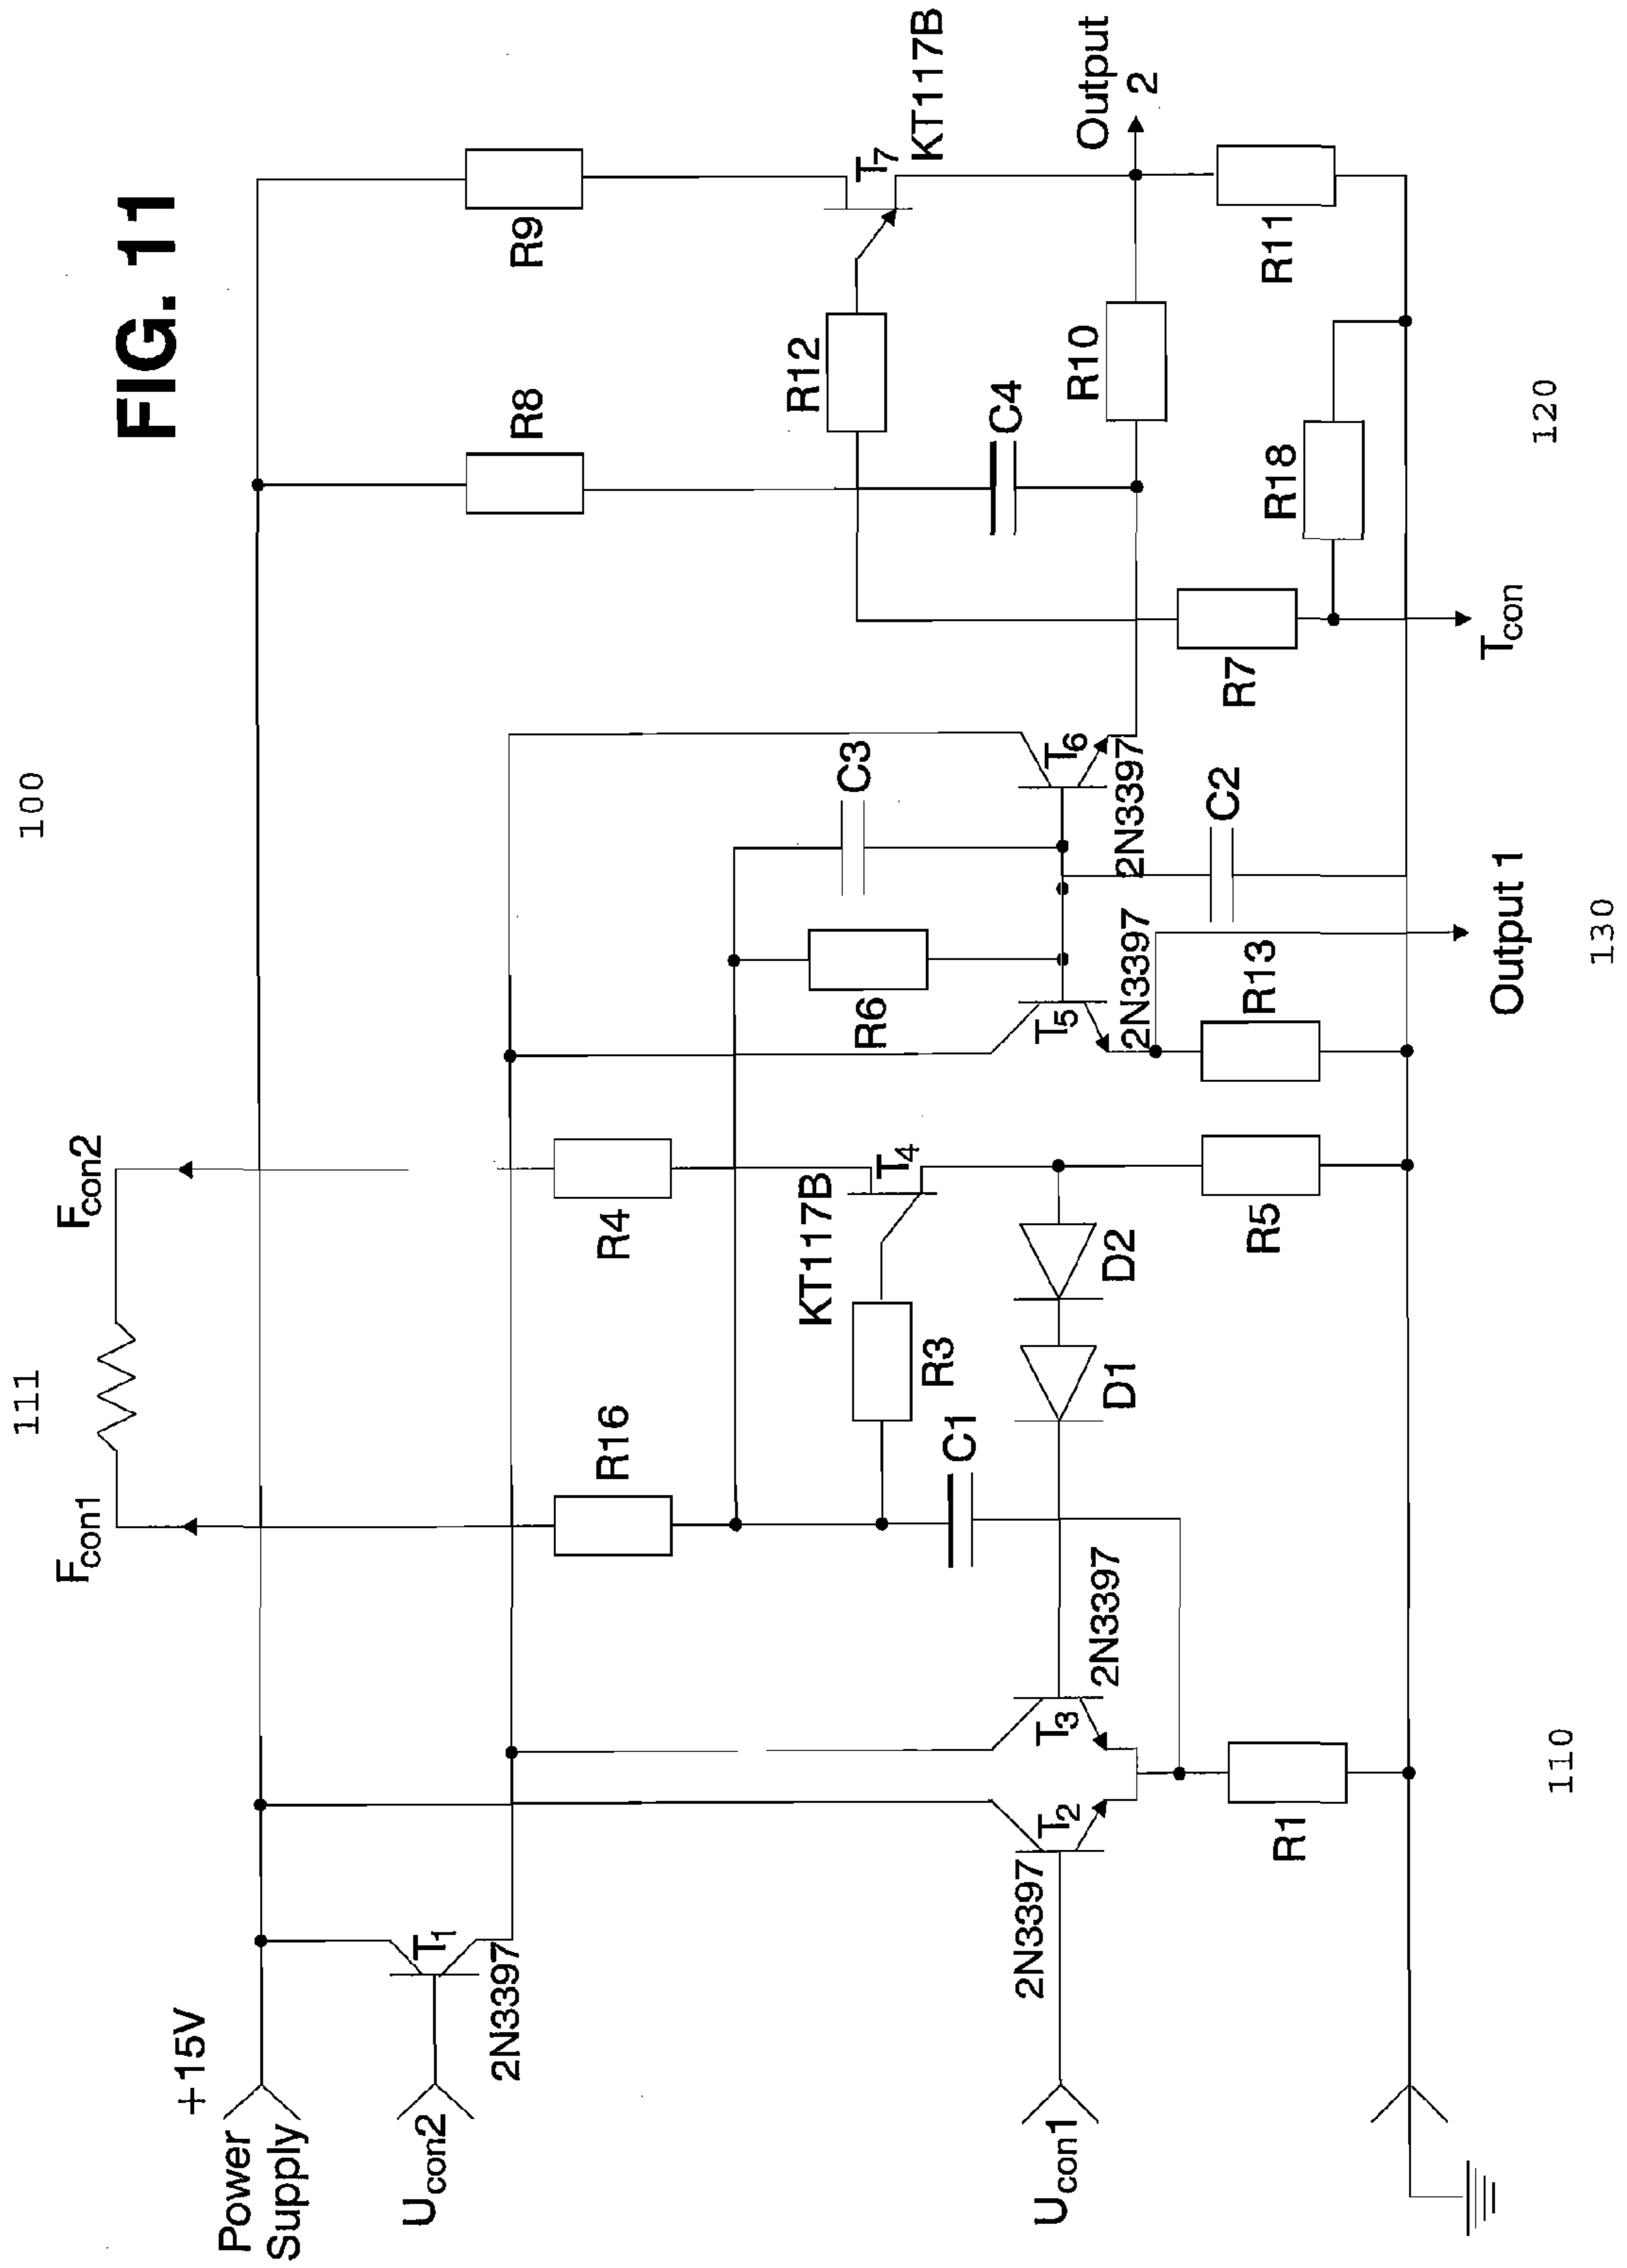 FIG. 11
100
111
Fcon1
Fcon2
+15V
Power
Supply
Ucon2
T1
2N3397
R16
R4
R8
R9
R6
C3
R12
T7
KT117B
R3
KT117B
T4
C1
C4
R10
Output
2
Ucon1
2N3397
T2
T3
2N3397
D1
D2
T5
2N3397
T6
2N3397
R1
R5
R13
C2
R7
R18
R11
Output 1
Tcon
110
130
120